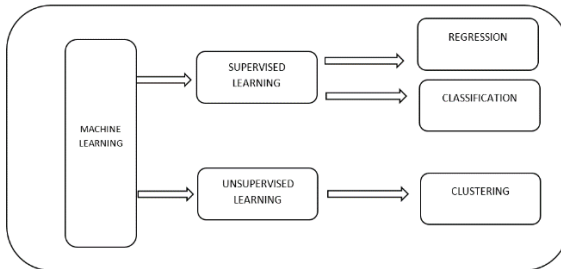 MACHINE
LEARNING
SUPERVISED
LEARNING
REGRESSION
CLASSIFICATION
UNSUPERVISED
LEARNING
CLUSTERING